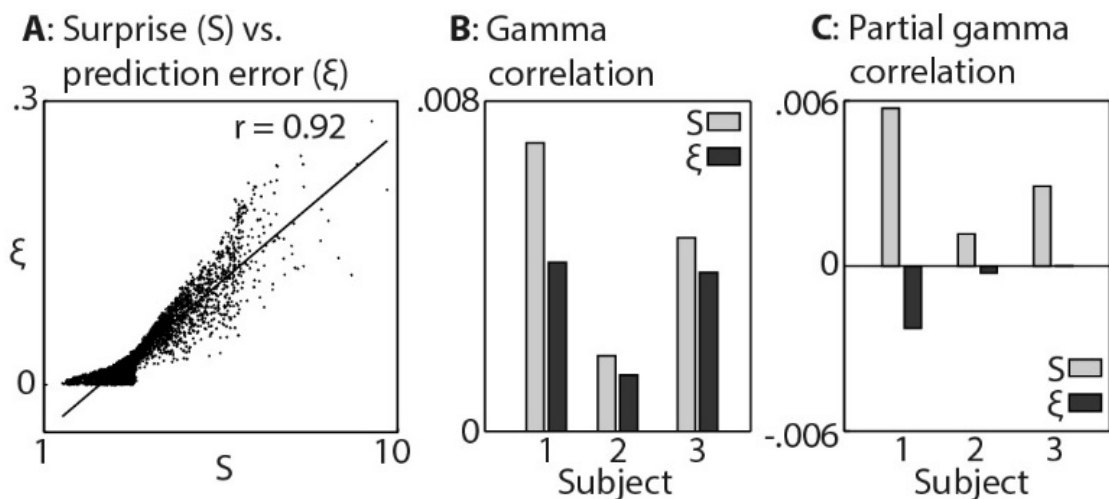 A: Surprise (S) vs.
prediction error (ξ)
.3
r = 0.92
ξ
0
1
S
10
B: Gamma
correlation
.008
S
ξ
0
1 2 3
Subject
C: Partial gamma
correlation
.006
0
S
ξ
-.006
1 2 3
Subject